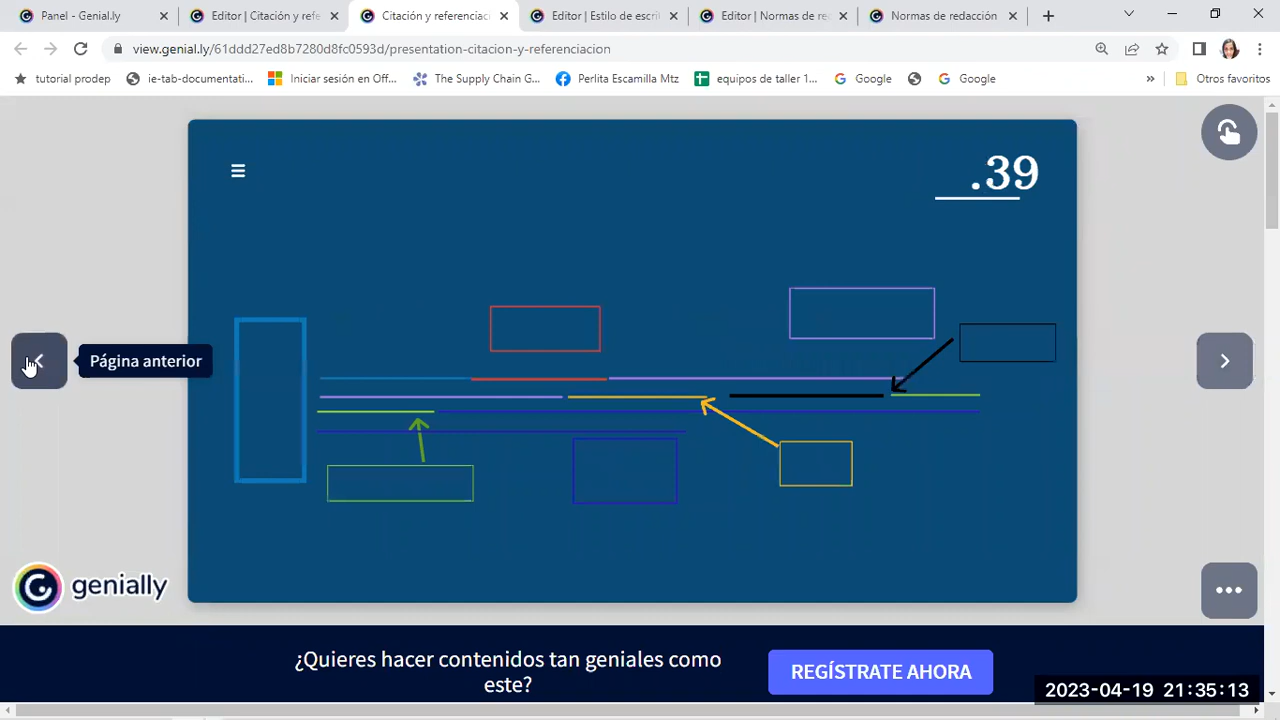 Panel - Genial.ly
Editor | Citación y refe
Citación y referenciac
Editor | Estilo de escri
Editor | Normas de re
Normas de redacción
view.genial.ly/61ddd27ed8b7280d8fc0593d/presentation-citacion-y-referenciacion
tutorial prodep
ie-tab-documentati...
Iniciar sesión en Off...
The Supply Chain G...
Perlita Escamilla Mtz
equipos de taller 1...
Google
Google
»
Otros favoritos
.39
Página anterior
genially
¿Quieres hacer contenidos tan geniales como
este?
REGÍSTRATE AHORA
2023-04-19 21:35:13